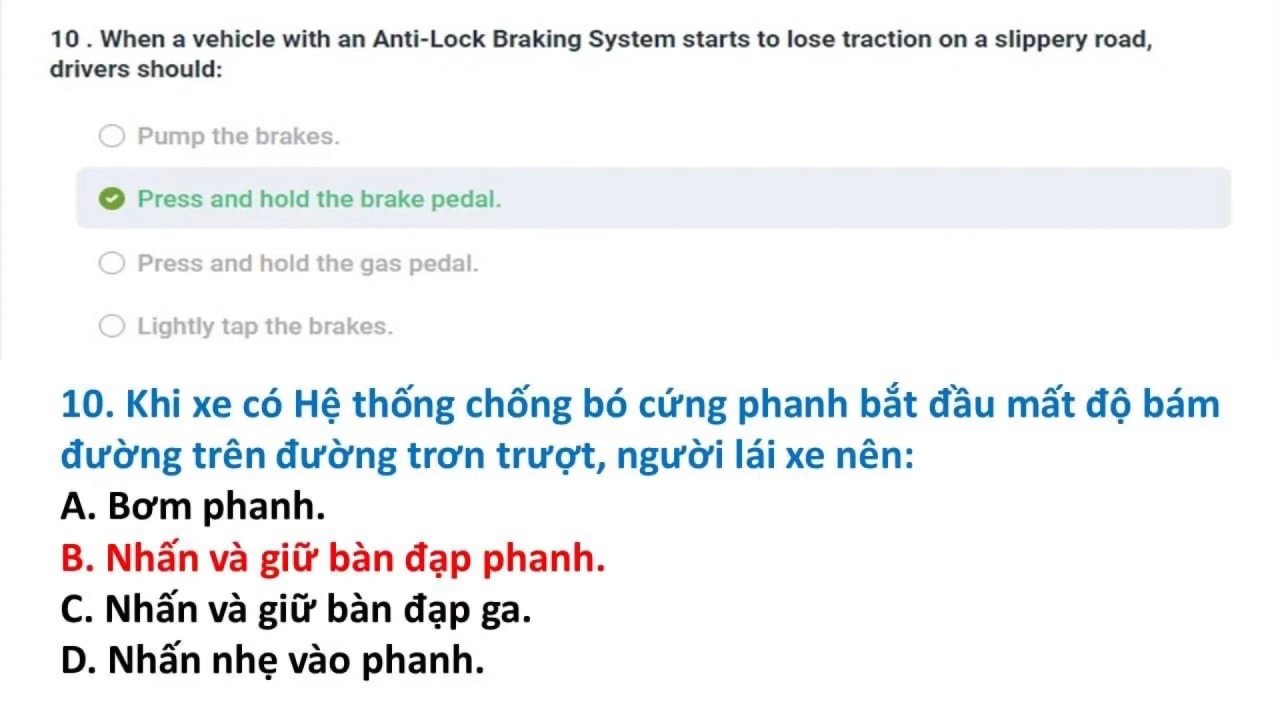 10 . When a vehicle with an Anti-Lock Braking System starts to lose traction on a slippery road,
drivers should:
Pump the brakes.
Press and hold the brake pedal.
Press and hold the gas pedal.
Lightly tap the brakes.
10. Khi xe có Hệ thống chống bó cứng phanh bắt đầu mất độ bám
đường trên đường trơn trượt, người lái xe nên:
A. Bơm phanh.
B. Nhấn và giữ bàn đạp phanh.
C. Nhấn và giữ bàn đạp ga.
D. Nhấn nhẹ vào phanh.